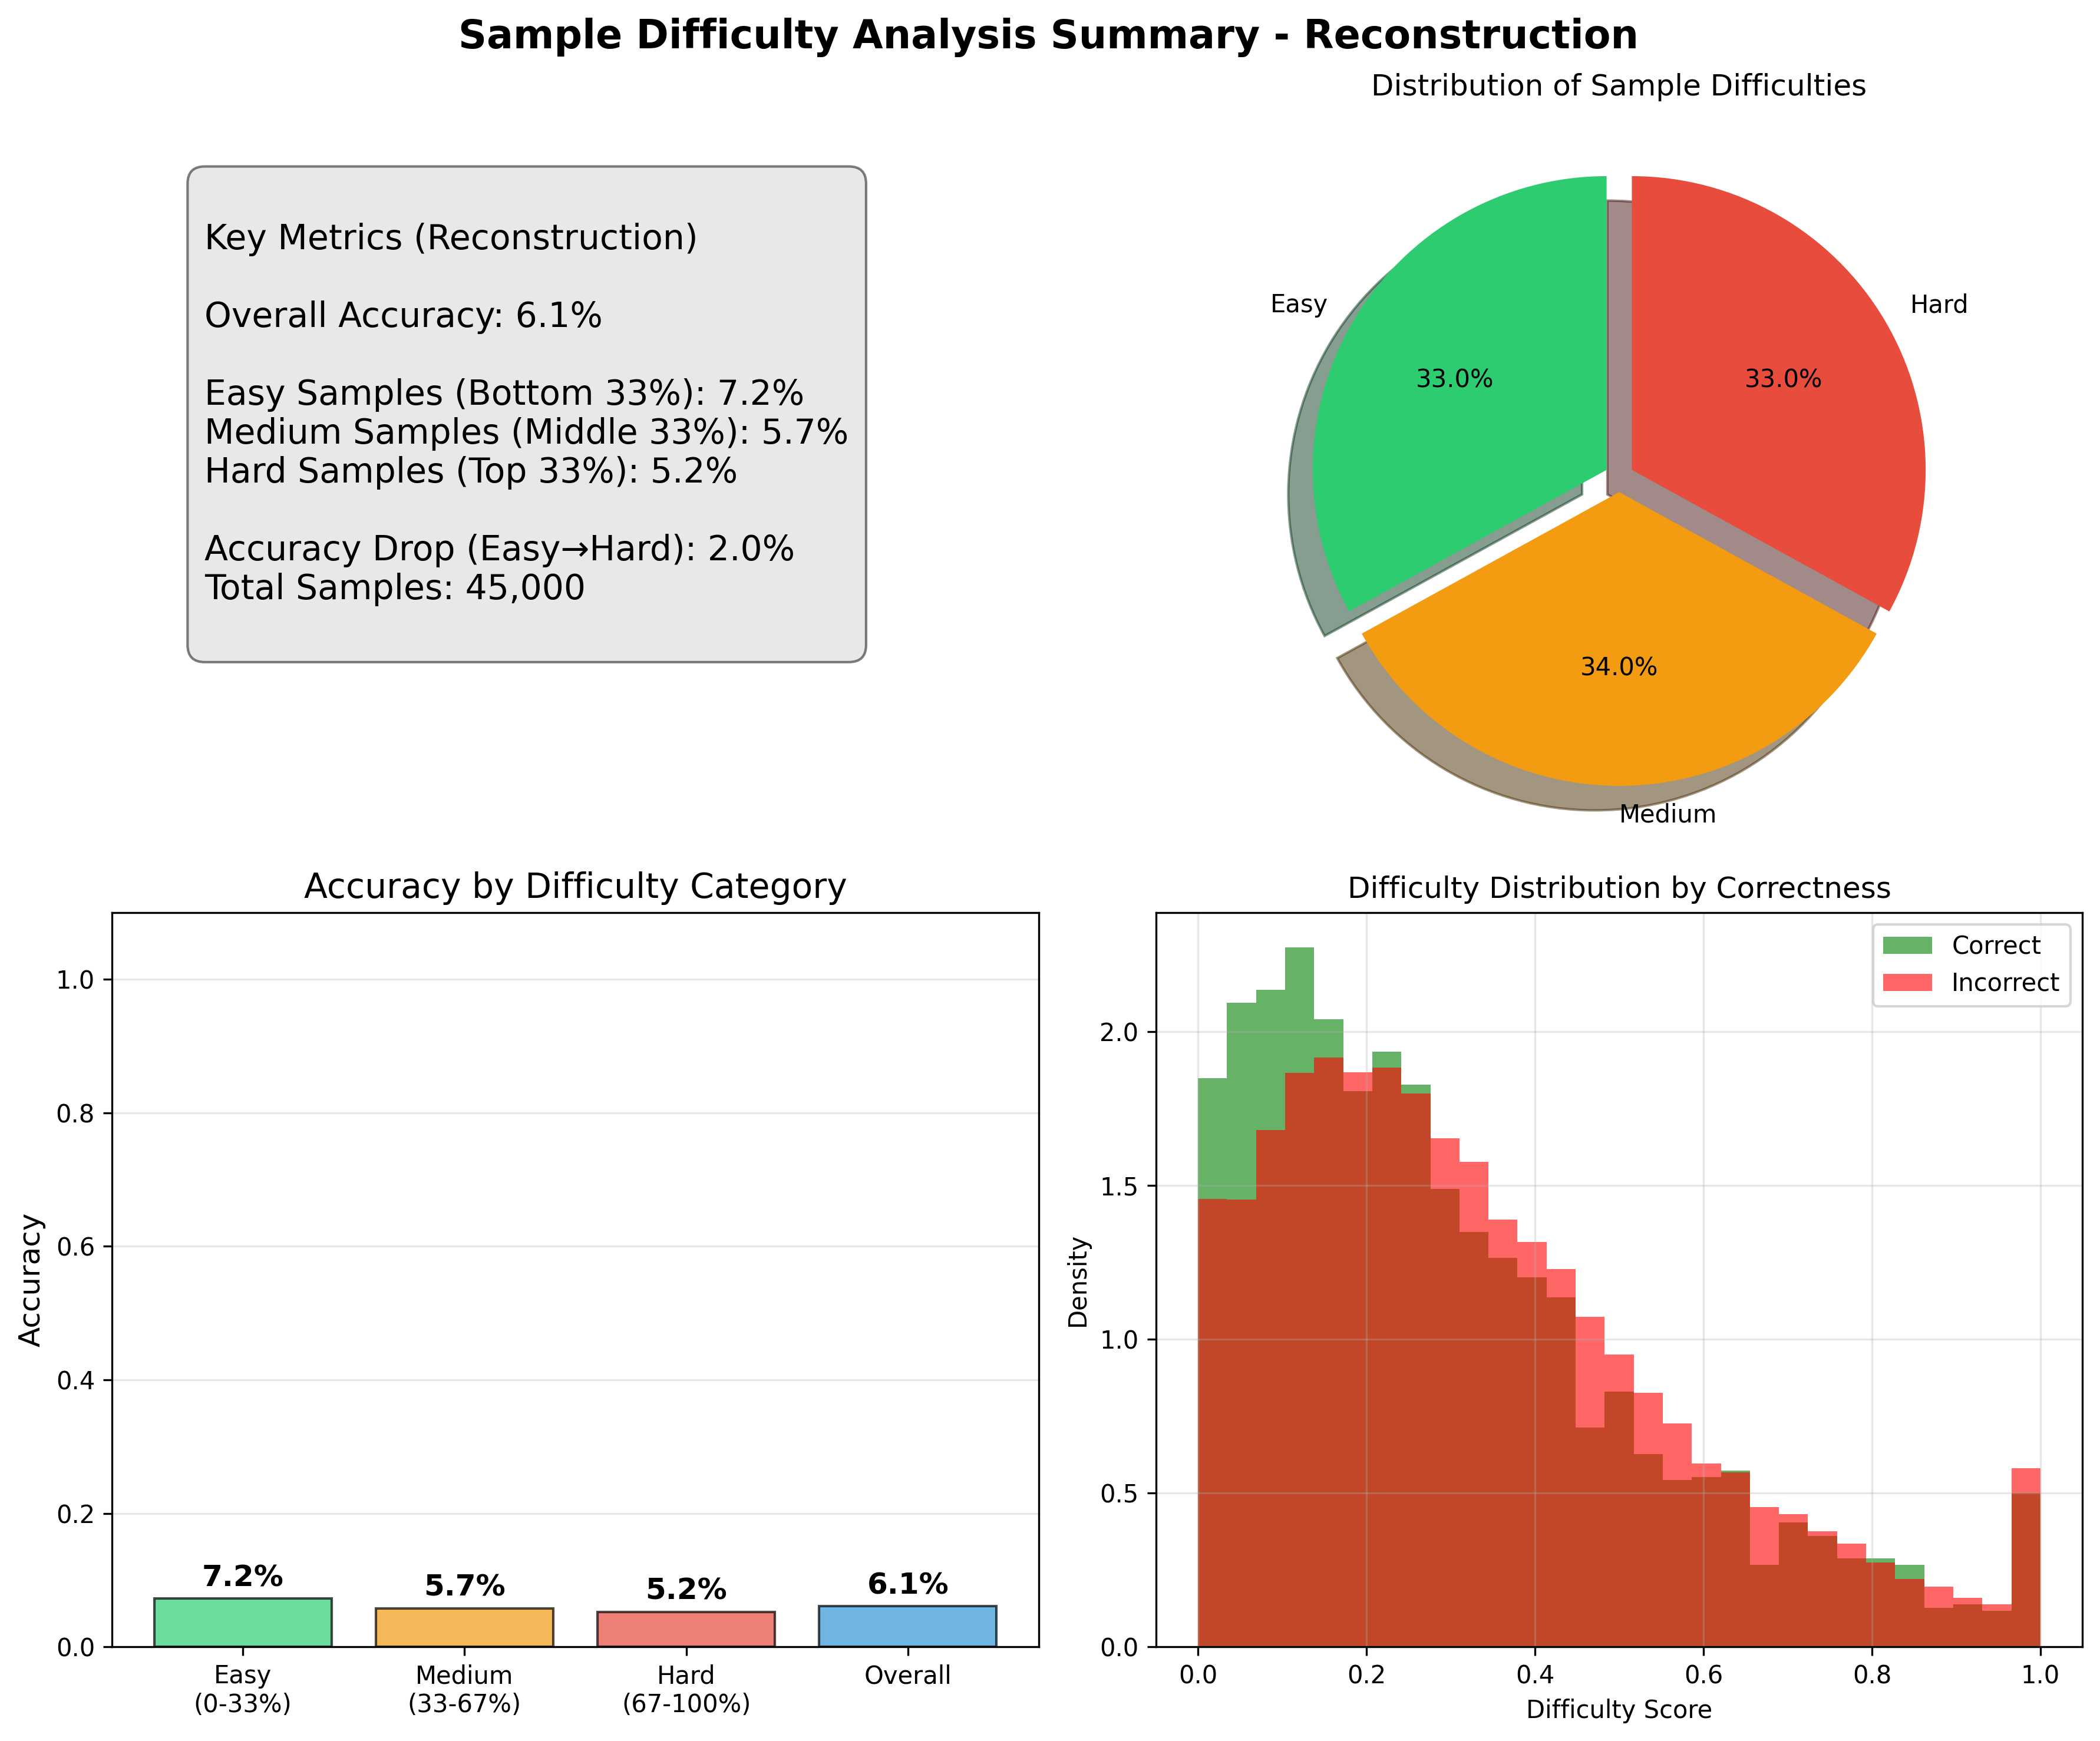 Sample Difficulty Analysis Summary - Reconstruction
Key Metrics (Reconstruction)
Overall Accuracy: 6.1%
Easy Samples (Bottom 33%): 7.2%
Medium Samples (Middle 33%): 5.7%
Hard Samples (Top 33%): 5.2%
Accuracy Drop (Easy→Hard): 2.0%
Total Samples: 45,000
Distribution of Sample Difficulties
Easy
Hard
33.0%
33.0%
34.0%
Medium
Accuracy by Difficulty Category
Accuracy
1.0
0.8
0.6
0.4
0.2
0.0
7.2%
5.7%
5.2%
6.1%
Easy
(0-33%)
Medium
(33-67%)
Hard
(67-100%)
Overall
Difficulty Distribution by Correctness
Correct
Incorrect
Density
2.0
1.5
1.0
0.5
0.0
0.0
0.2
0.4
0.6
0.8
1.0
Difficulty Score